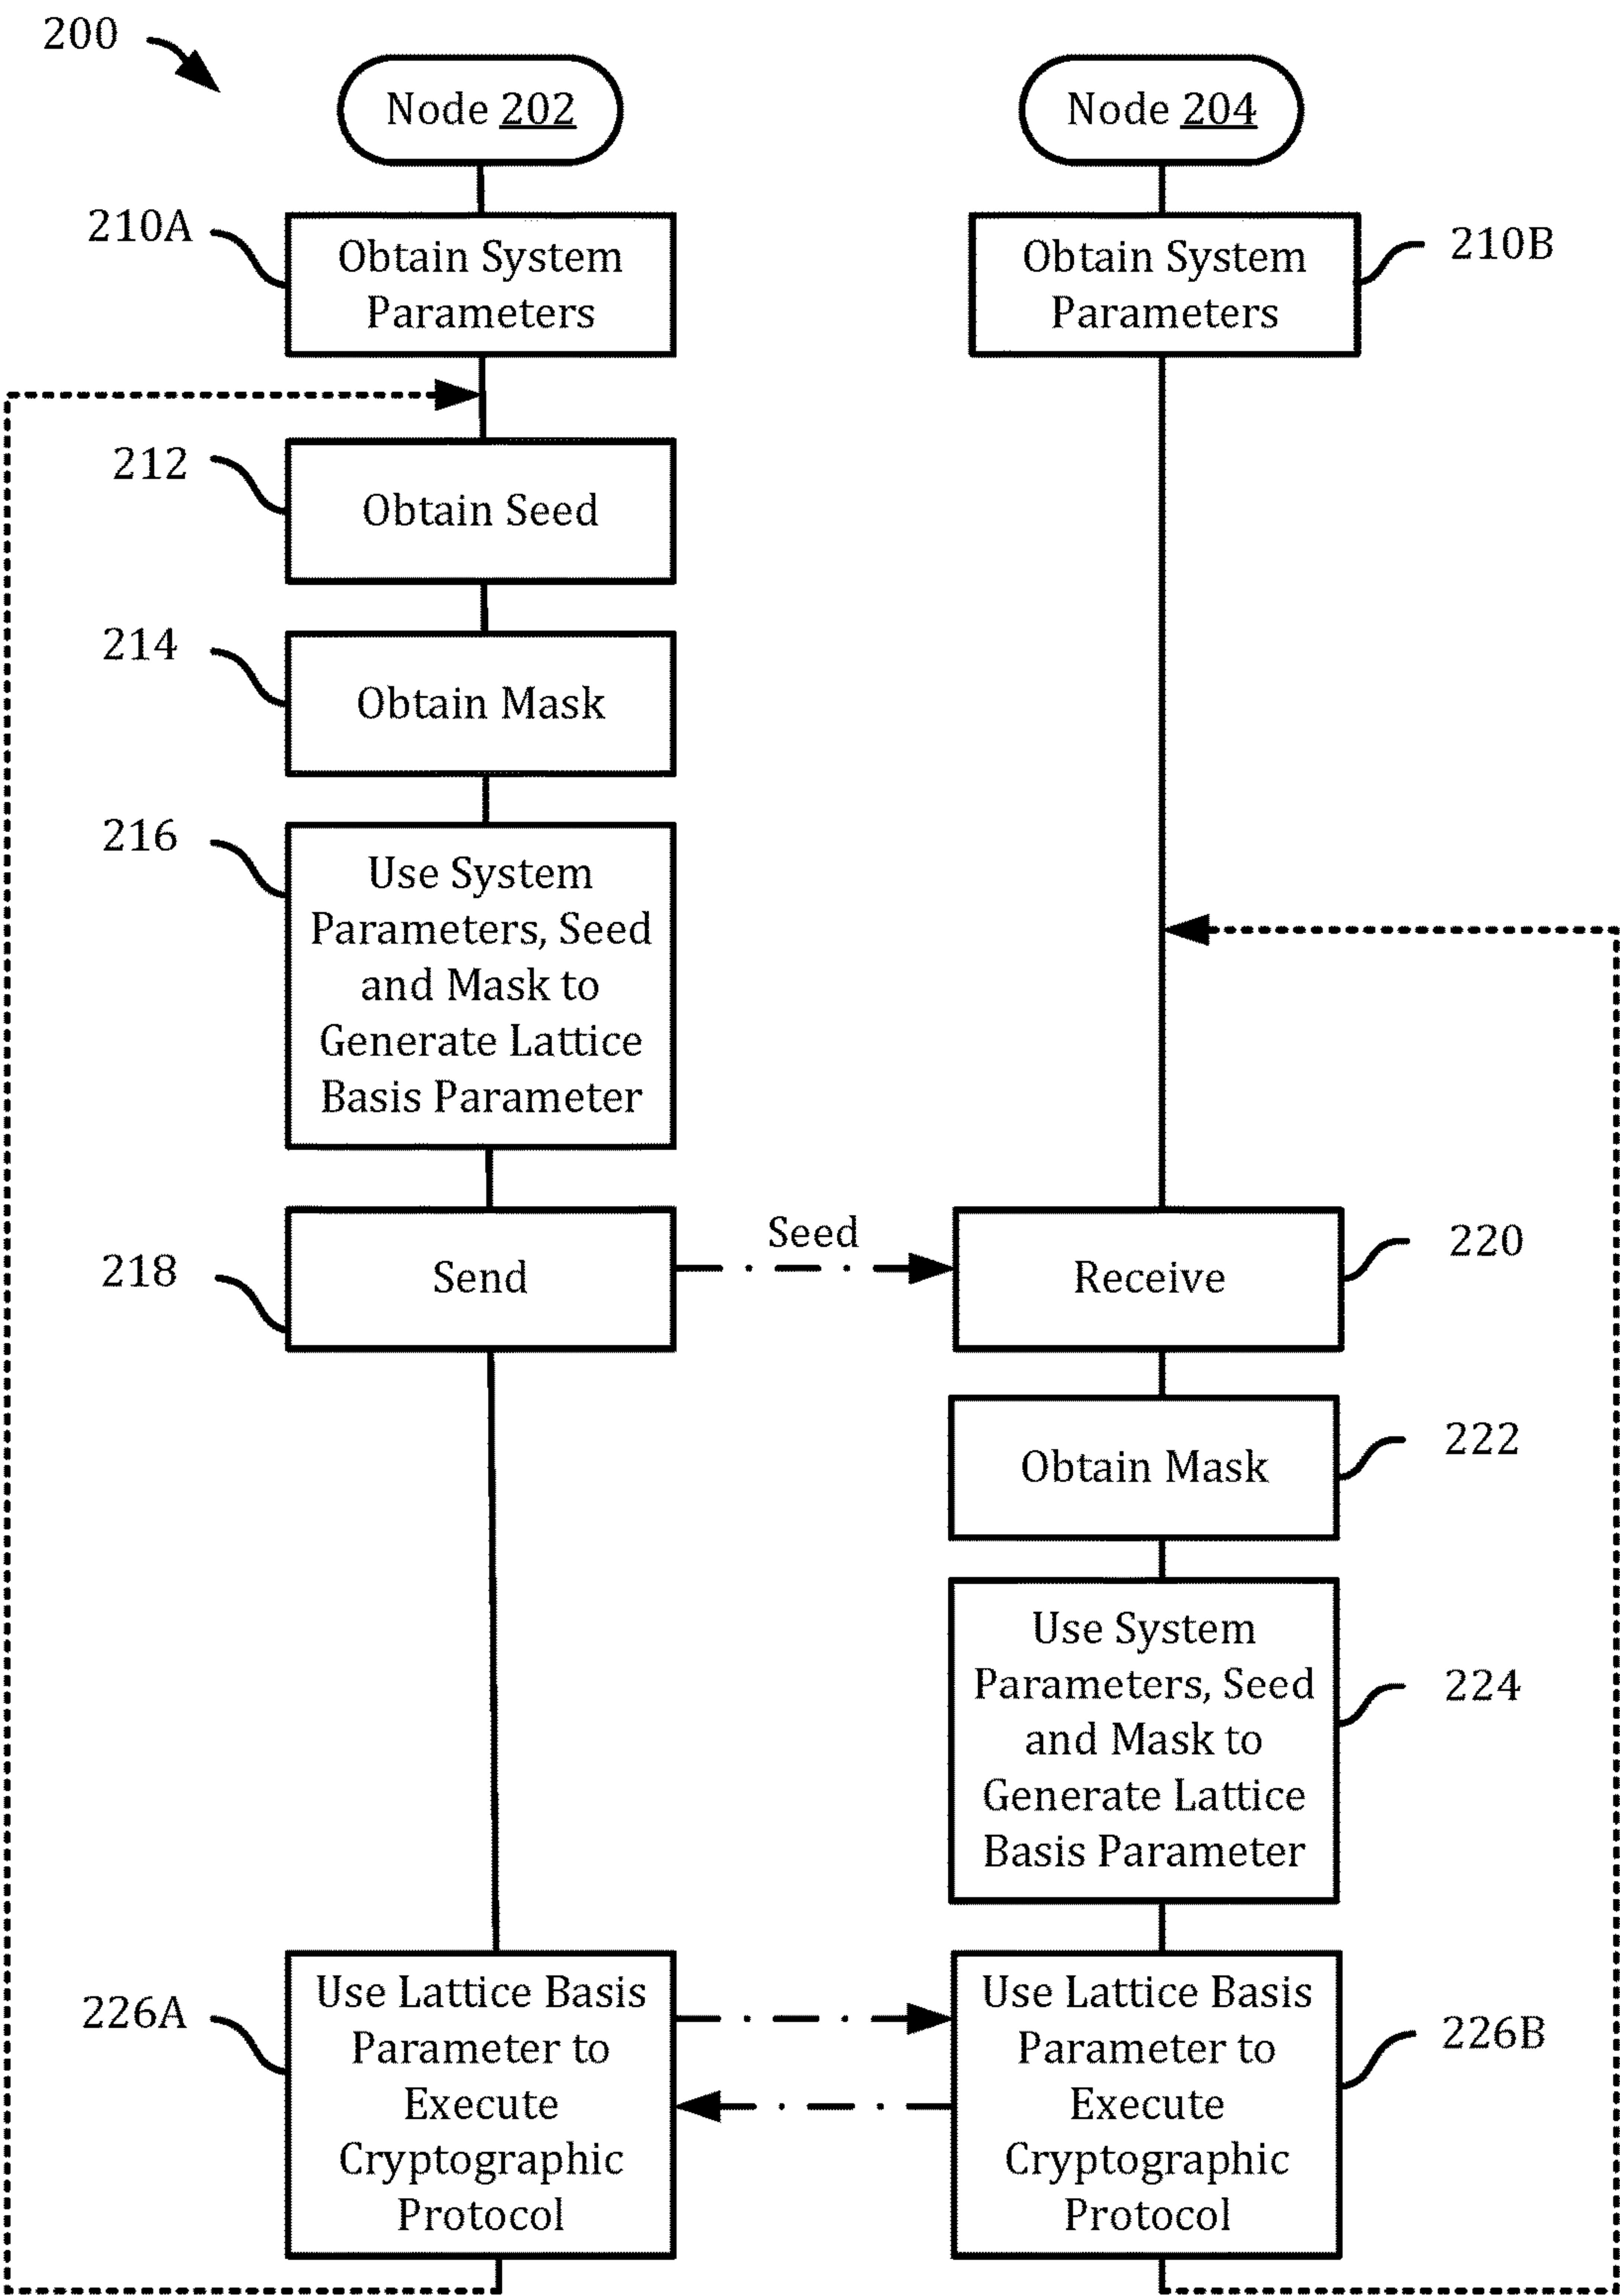 200
Node 202
Node 204
210A
Obtain System
Parameters
Obtain System
Parameters
210B
212
Obtain Seed
214
Obtain Mask
216
Use System
Parameters, Seed
and Mask to
Generate Lattice
Basis Parameter
218
Send
Seed
Receive
220
Obtain Mask
222
Use System
Parameters, Seed
and Mask to
Generate Lattice
Basis Parameter
224
226A
Use Lattice Basis
Parameter to
Execute
Cryptographic
Protocol
Use Lattice Basis
Parameter to
Execute
Cryptographic
Protocol
226B